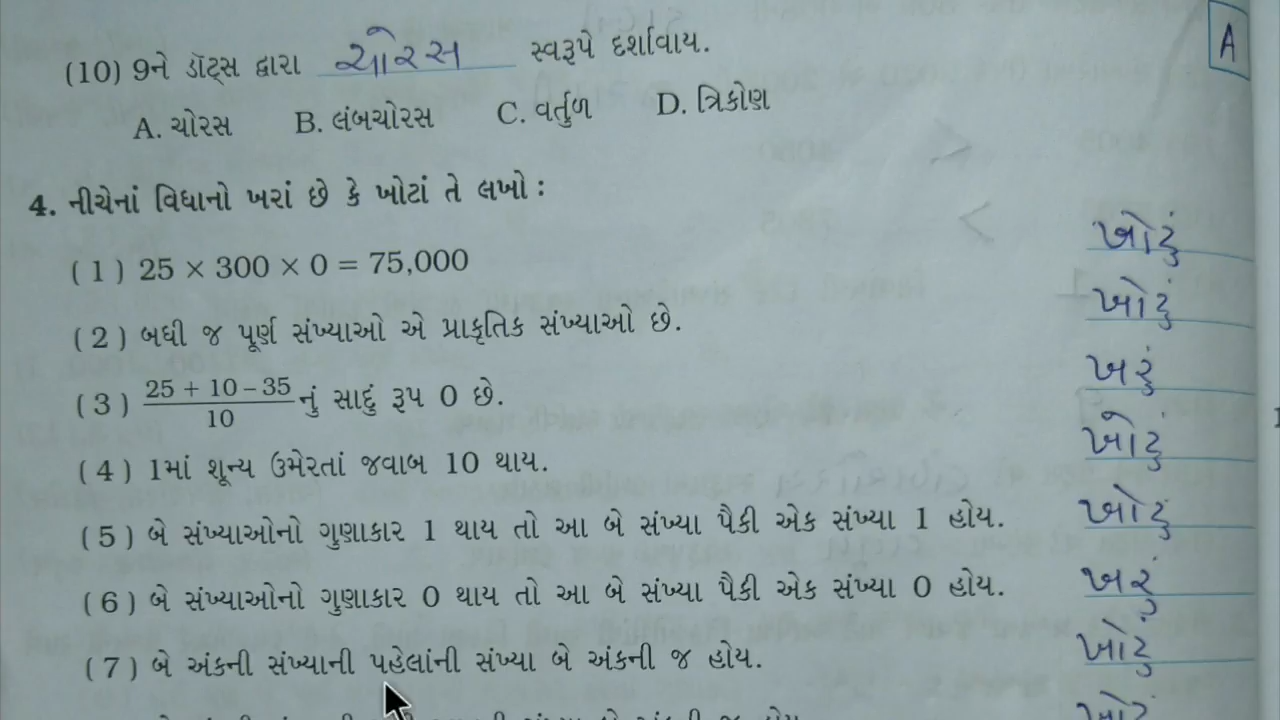 (10) 9ને ડૉટ્સ દ્વારા ચોરસ સ્વરૂપે દર્શાવાય. A
A. ચોરસ B. લંબચોરસ C. વર્તુળ D. ત્રિકોણ
4. નીચેનાં વિધાનો ખરાં છે કે ખોટાં તે લખો :
( 1 ) 25 × 300 × 0 = 75,000 ખોટું
( 2 ) બધી જ પૂર્ણ સંખ્યાઓ એ પ્રાકૃતિક સંખ્યાઓ છે. ખોટું
( 3 ) (25 + 10 – 35)/10 નું સાદું રૂપ 0 છે. ખરું
( 4 ) 1માં શૂન્ય ઉમેરતાં જવાબ 10 થાય. ખોટું
( 5 ) બે સંખ્યાઓનો ગુણાકાર 1 થાય તો આ બે સંખ્યા પૈકી એક સંખ્યા 1 હોય. ખોટું
( 6 ) બે સંખ્યાઓનો ગુણાકાર 0 થાય તો આ બે સંખ્યા પૈકી એક સંખ્યા 0 હોય. ખરું
( 7 ) બે અંકની સંખ્યાની પહેલાંની સંખ્યા બે અંકની જ હોય. ખોટું